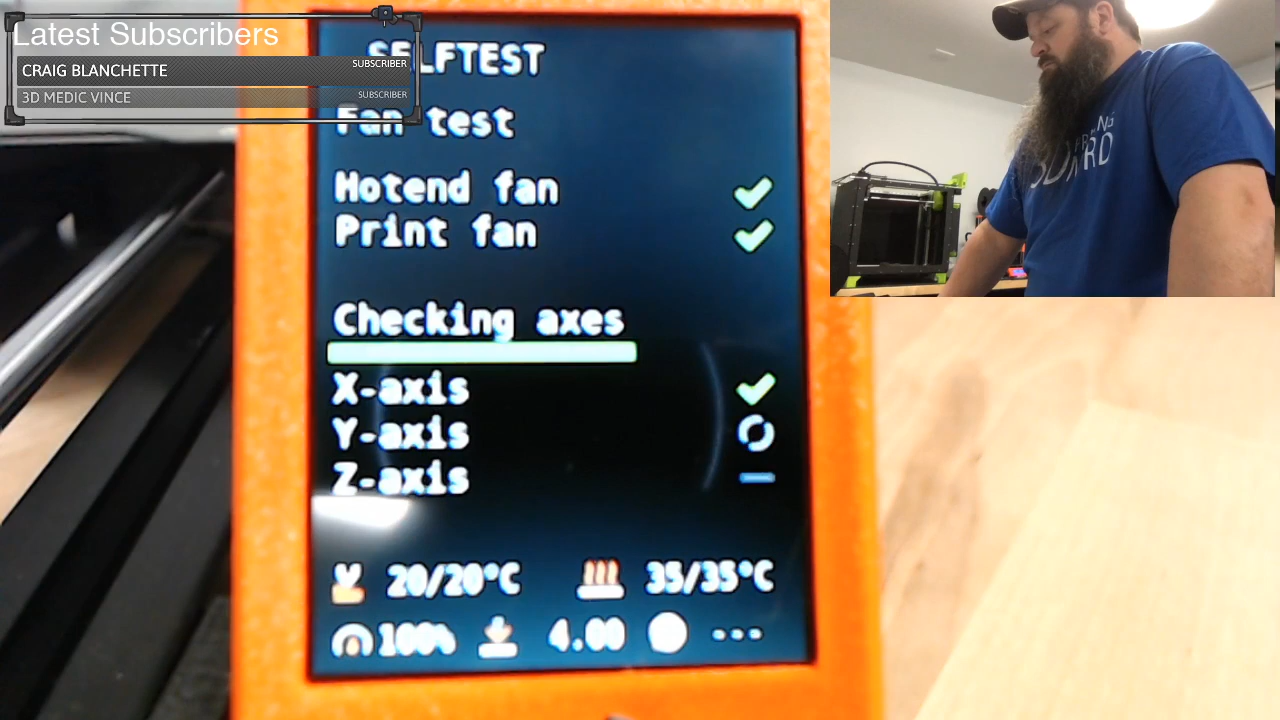 Latest Subscribers
CRAIG BLANCHETTE SUBSCRIBER
3D MEDIC VINCE SUBSCRIBER
SELFTEST
Fan test
Hotend fan
Print fan
Checking axes
X-axis
Y-axis
Z-axis
20/20°C 35/35°C
100% 4.00 ---